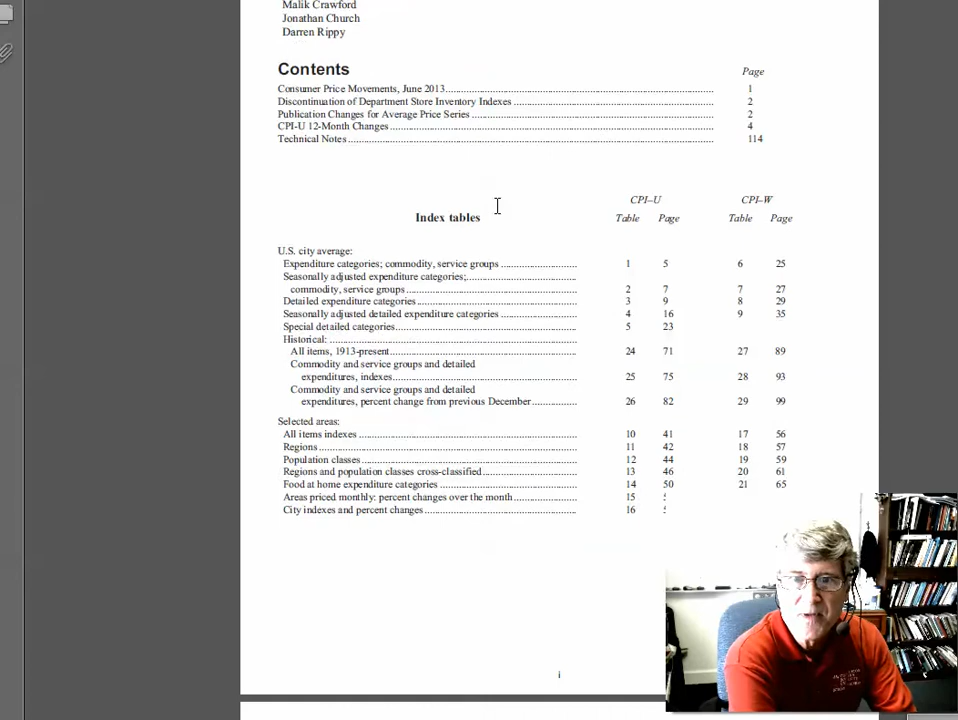 Malik Crawford
Jonathan Church
Darren Rippy
Contents Page
Consumer Price Movements, June 2013 1
Discontinuation of Department Store Inventory Indexes 2
Publication Changes for Average Price Series 2
CPI-U 12-Month Changes 4
Technical Notes 114
CPI–U CPI–W
Index tables Table Page Table Page
U.S. city average:
Expenditure categories; commodity, service groups 1 5 6 25
Seasonally adjusted expenditure categories;
commodity, service groups 2 7 7 27
Detailed expenditure categories 3 9 8 29
Seasonally adjusted detailed expenditure categories 4 16 9 35
Special detailed categories 5 23
Historical:
All items, 1913-present 24 71 27 89
Commodity and service groups and detailed
expenditures, indexes 25 75 28 93
Commodity and service groups and detailed
expenditures, percent change from previous December 26 82 29 99
Selected areas:
All items indexes 10 41 17 56
Regions 11 42 18 57
Population classes 12 44 19 59
Regions and population classes cross-classified 13 46 20 61
Food at home expenditure categories 14 50 21 65
Areas priced monthly: percent changes over the month 15
City indexes and percent changes 16
i